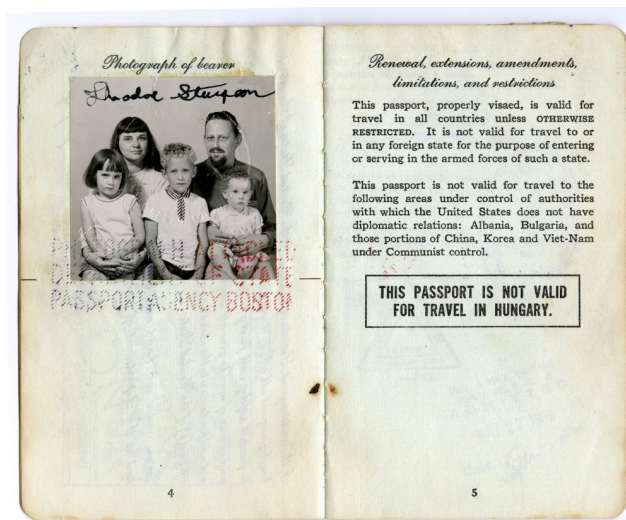 Photograph of bearer
Theodore Sturgeon
PHOTOGRAPH ATTACHED
DEPARTMENT OF STATE
PASSPORT AGENCY BOSTON
4
Renewal, extensions, amendments,
limitations, and restrictions
This passport, properly visaed, is valid for
travel in all countries unless OTHERWISE
RESTRICTED. It is not valid for travel to or
in any foreign state for the purpose of entering
or serving in the armed forces of such a state.
This passport is not valid for travel to the
following areas under control of authorities
with which the United States does not have
diplomatic relations: Albania, Bulgaria, and
those portions of China, Korea and Viet-Nam
under Communist control.
THIS PASSPORT IS NOT VALID
FOR TRAVEL IN HUNGARY.
5